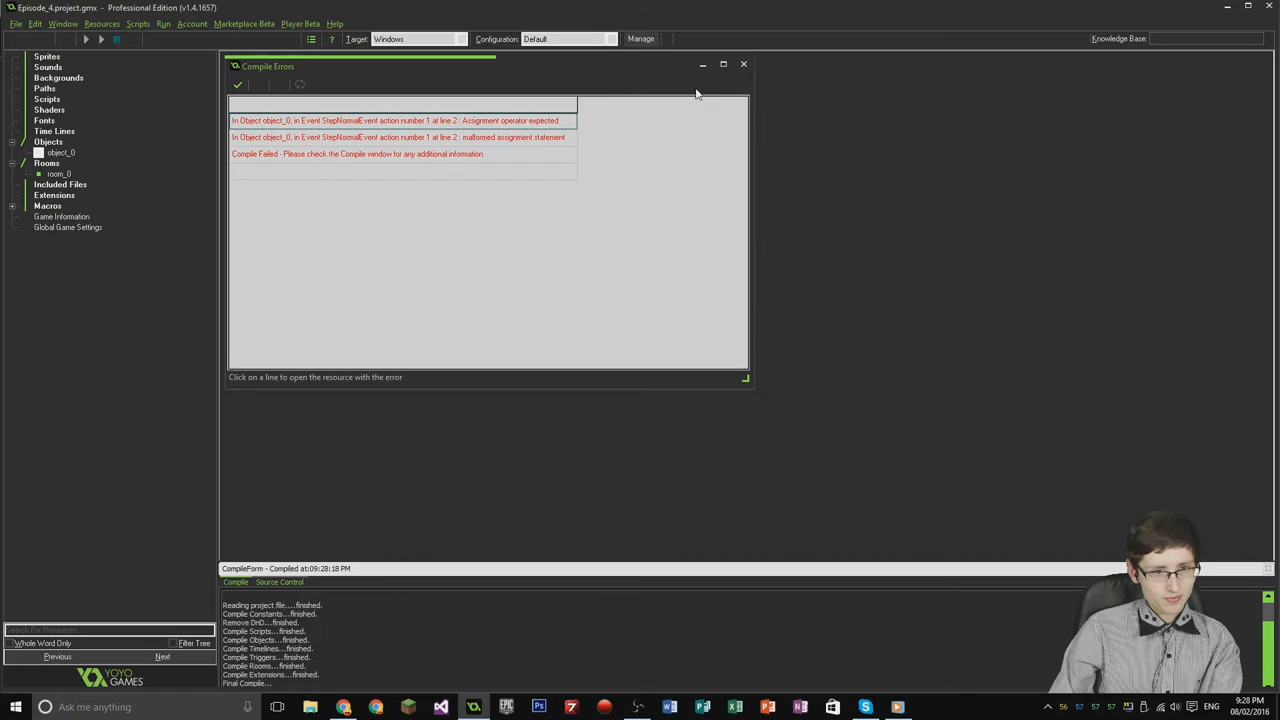 Episode_4.project.gmx - Professional Edition (v1.4.1657)
File Edit Window Resources Scripts Run Account Marketplace Beta Player Beta Help
Target: Windows Configuration: Default Manage Knowledge Base:
Sprites
Sounds
Backgrounds
Paths
Scripts
Shaders
Fonts
Time Lines
Objects
object_0
Rooms
room_0
Included Files
Extensions
Macros
Game Information
Global Game Settings
Compile Errors
In Object object_0, in Event StepNormalEvent action number 1 at line 2 : Assignment operator expected
In Object object_0, in Event StepNormalEvent action number 1 at line 2 : malformed assignment statement
Compile Failed - Please check the Compile window for any additional information
Click on a line to open the resource with the error
CompileForm - Compiled at:09:28:18 PM
Compile Source Control
Reading project file....finished.
Compile Constants...finished.
Remove DnD...finished.
Compile Scripts...finished.
Compile Objects...finished.
Compile Timelines...finished.
Compile Triggers...finished.
Compile Rooms...finished.
Compile Extensions...finished.
Final Compile...
Search For Resources
Whole Word Only Filter Tree
Previous Next
YOYO
GAMES
Ask me anything
56 57 57 57
9:28 PM
08/02/2016